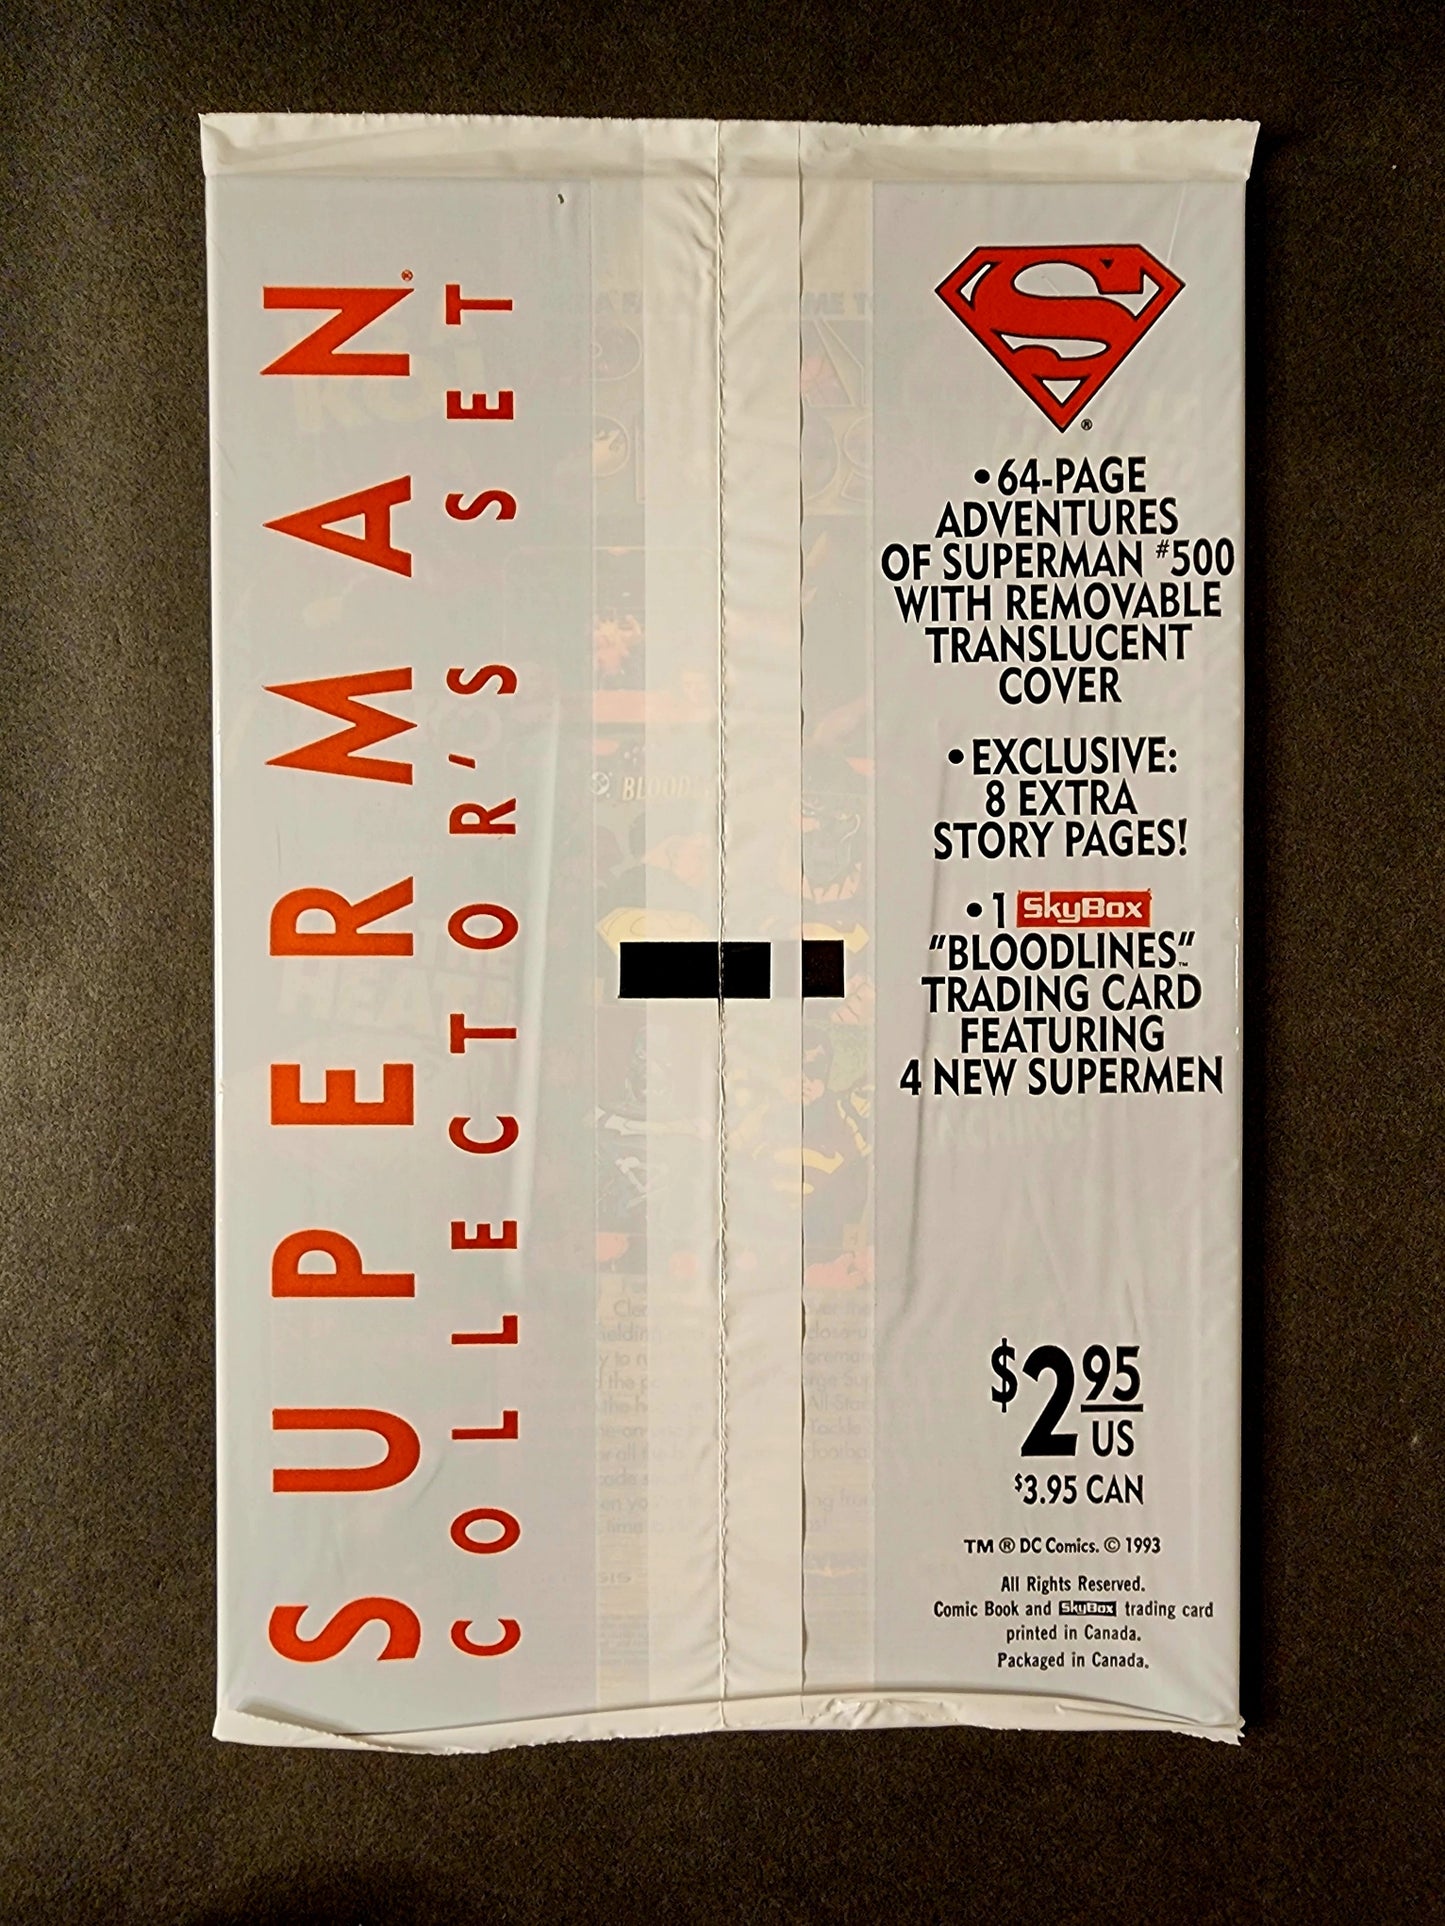 SUPERMAN®
COLLECTOR'S SET
S
®
•64-PAGE
ADVENTURES
OF SUPERMAN #500
WITH REMOVABLE
TRANSLUCENT
COVER
•EXCLUSIVE:
8 EXTRA
STORY PAGES!
•1 SkyBox
"BLOODLINES"™
TRADING CARD
FEATURING
4 NEW SUPERMEN
$2.95
US
$3.95 CAN
TM ® DC Comics. © 1993
All Rights Reserved.
Comic Book and SkyBox trading card
printed in Canada.
Packaged in Canada.